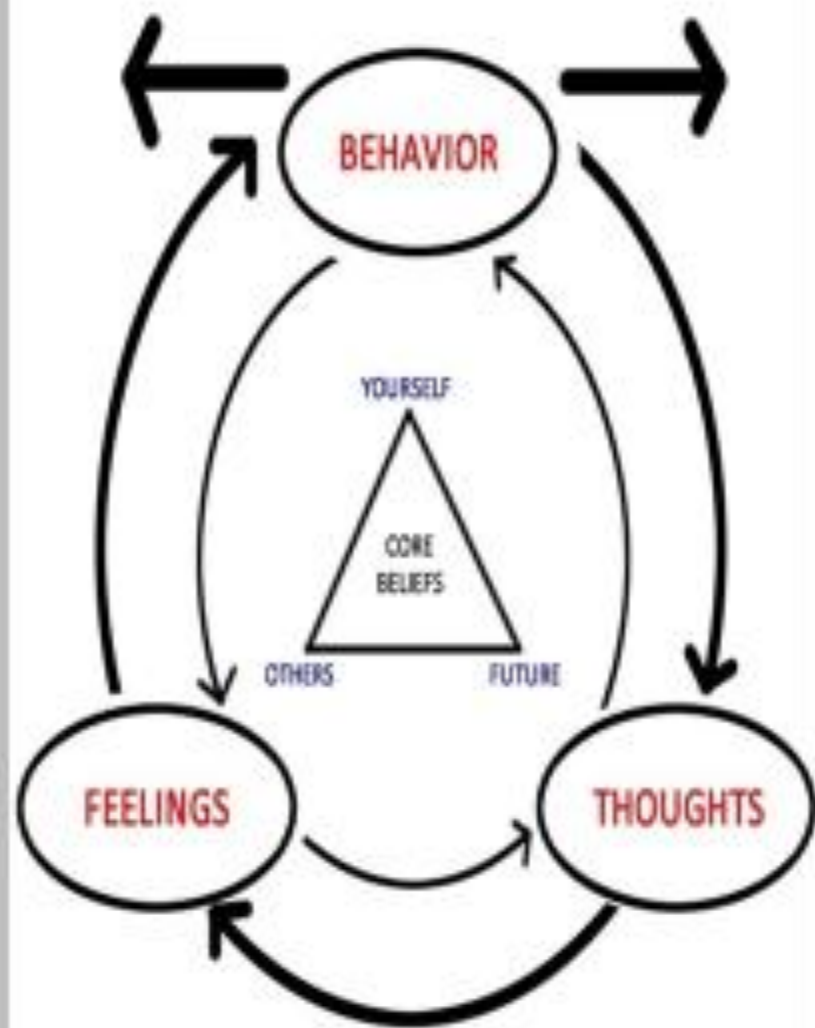 BEHAVIOR
YOURSELF
CORE
BELIEFS
OTHERS
FUTURE
FEELINGS
THOUGHTS